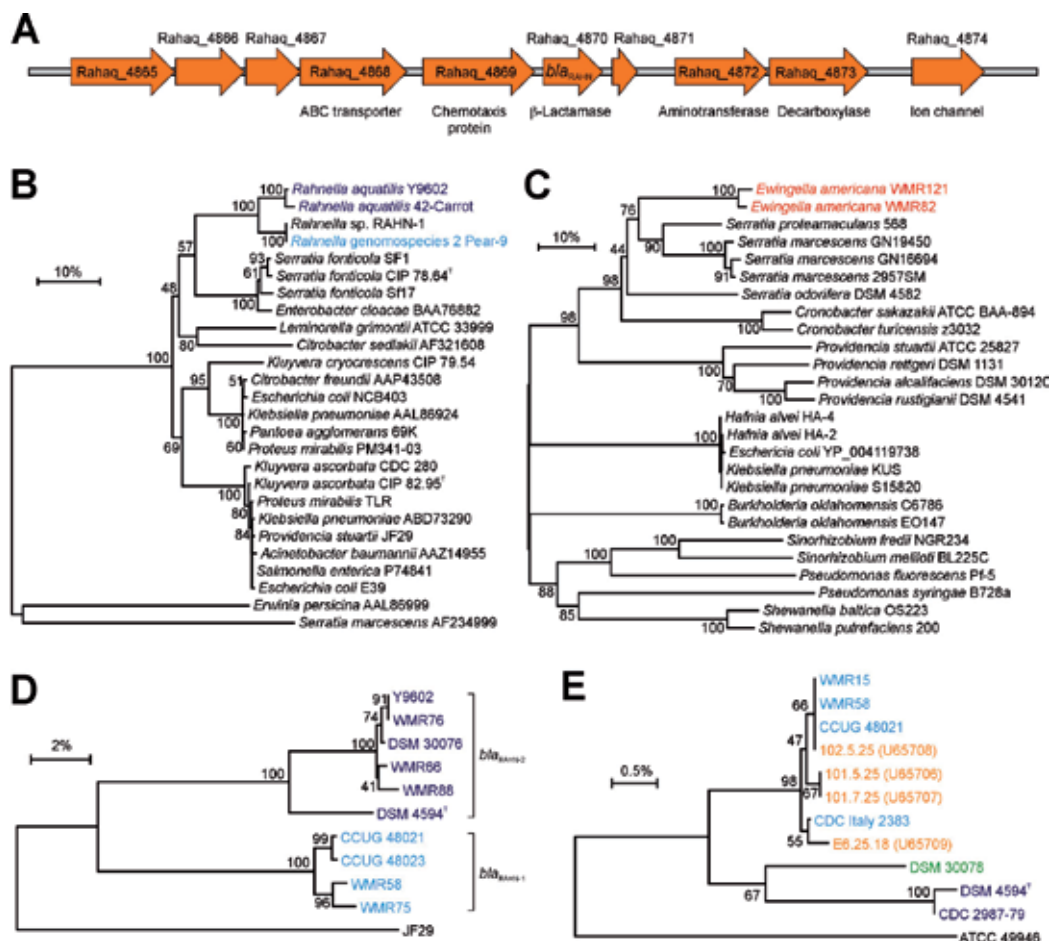 A
Rahaq_4866 Rahaq_4867 Rahaq_4870 Rahaq_4871 Rahaq_4874
Rahaq_4865 Rahaq_4868 Rahaq_4869 blaRAHN Rahaq_4872 Rahaq_4873
ABC transporter Chemotaxis protein β-Lactamase Aminotransferase Decarboxylase Ion channel
B
10%
Rahnella aquatilis Y9602
Rahnella aquatilis 42-Carrot
Rahnella sp. RAHN-1
Rahnella genomospecies 2 Pear-9
Serratia fonticola SF1
Serratia fonticola CIP 78.64T
Serratia fonticola Sf17
Enterobacter cloacae BAA76882
Leminorella grimontii ATCC 33999
Citrobacter sedlakii AF321608
Kluyvera cryocrescens CIP 79.54
Citrobacter freundii AAP43508
Escherichia coli NCB403
Klebsiella pneumoniae AAL86924
Pantoea agglomerans 69K
Proteus mirabilis PM341-03
Kluyvera ascorbata CDC 280
Kluyvera ascorbata CIP 82.95T
Proteus mirabilis TLR
Klebsiella pneumoniae ABD73290
Providencia stuartii JF29
Acinetobacter baumannii AAZ14955
Salmonella enterica P74841
Escherichia coli E39
Erwinia persicina AAL86999
Serratia marcescens AF234999
100
100
100
57
93
61
100
48
80
100
95
51
60
69
100
80
84
C
10%
Ewingella americana WMR121
Ewingella americana WMR82
Serratia proteamaculans 568
Serratia marcescens GN19450
Serratia marcescens GN16694
Serratia marcescens 2957SM
Serratia odorifera DSM 4582
Cronobacter sakazakii ATCC BAA-894
Cronobacter turicensis z3032
Providencia stuartii ATCC 25827
Providencia rettgeri DSM 1131
Providencia alcalifaciens DSM 3012C
Providencia rustigianii DSM 4541
Hafnia alvei HA-4
Hafnia alvei HA-2
Eschericia coli YP_004119738
Klebsiella pneumoniae KUS
Klebsiella pneumoniae S15820
Burkholderia oklahomensis C6786
Burkholderia oklahomensis EO147
Sinorhizobium fredii NGR234
Sinorhizobium meliloti BL225C
Pseudomonas fluorescens Pf-5
Pseudomonas syringae B728a
Shewanella baltica OS223
Shewanella putrefaciens 200
100
76
90
100
91
44
98
100
98
100
70
100
100
100
100
100
88
85
100
D
2%
Y9602
WMR76
DSM 30076
WMR66
WMR88
DSM 4594T
blaRAHN-2
CCUG 48021
CCUG 48023
WMR58
WMR75
blaRAHN-1
JF29
91
74
100
41
100
99
100
96
E
0.5%
WMR15
WMR58
CCUG 48021
102.5.25 (U65708)
101.5.25 (U65706)
101.7.25 (U65707)
CDC Italy 2383
E6.25.18 (U65709)
DSM 30078
DSM 4594T
CDC 2987-79
ATCC 49946
66
47
98
67
55
67
100